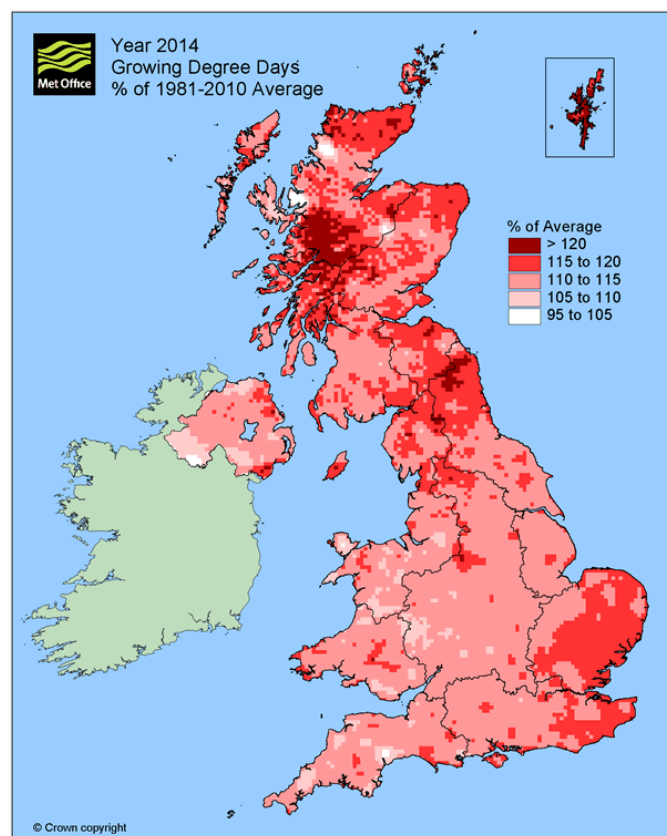 Met Office
Year 2014
Growing Degree Days
% of 1981-2010 Average
% of Average
> 120
115 to 120
110 to 115
105 to 110
95 to 105
© Crown copyright